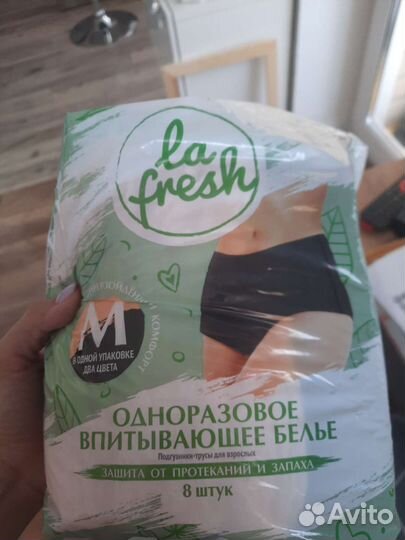 la
fresh
КОМФОРТУ
M
В ОДНОЙ УПАКОВКЕ
ДВА ЦВЕТА
ОДНОРАЗОВОЕ
ВПИТЫВАЮЩЕЕ БЕЛЬЕ
Подгузники-трусы для взрослых
ЗАЩИТА ОТ ПРОТЕКАНИЙ И ЗАПАХА
8 штук
Avito